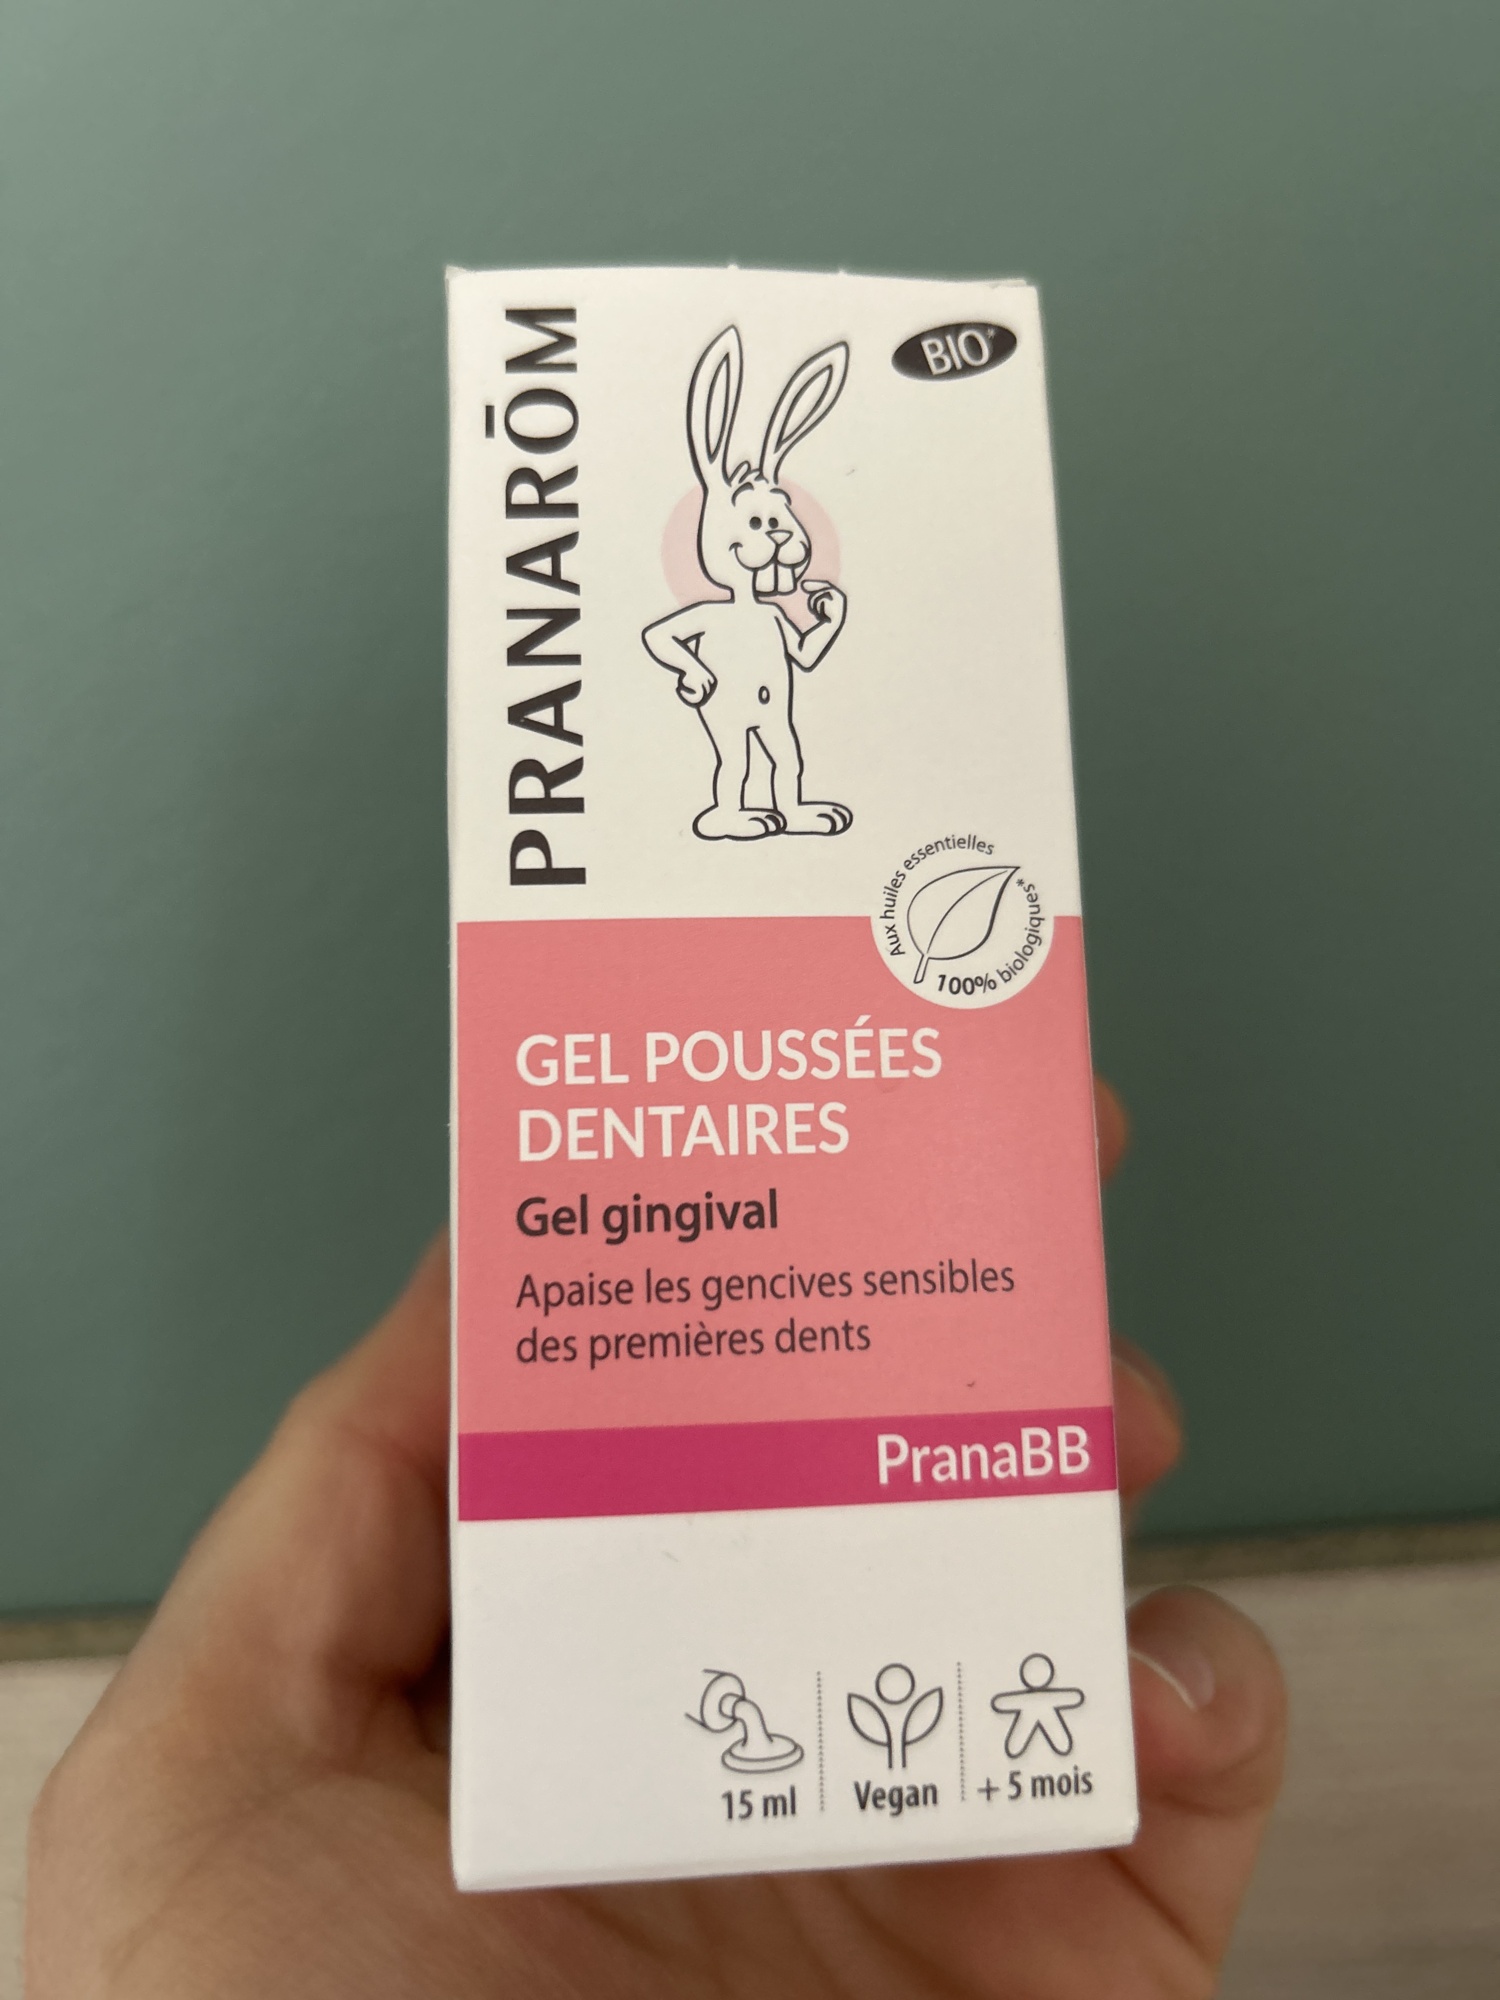 PRANARŌM
BIO*
Aux huiles essentielles
100% biologiques*
GEL POUSSÉES
DENTAIRES
Gel gingival
Apaise les gencives sensibles
des premières dents
PranaBB
15 ml
Vegan
+ 5 mois